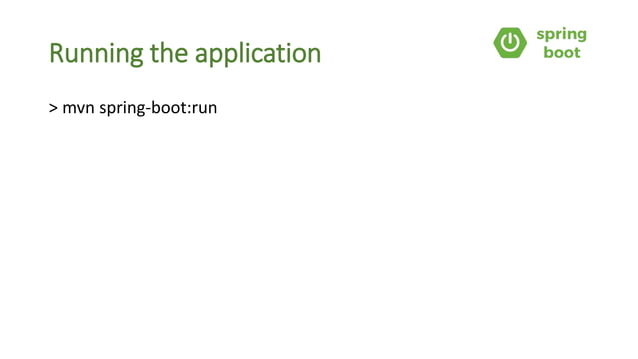 Running the application
spring
boot
> mvn spring-boot:run